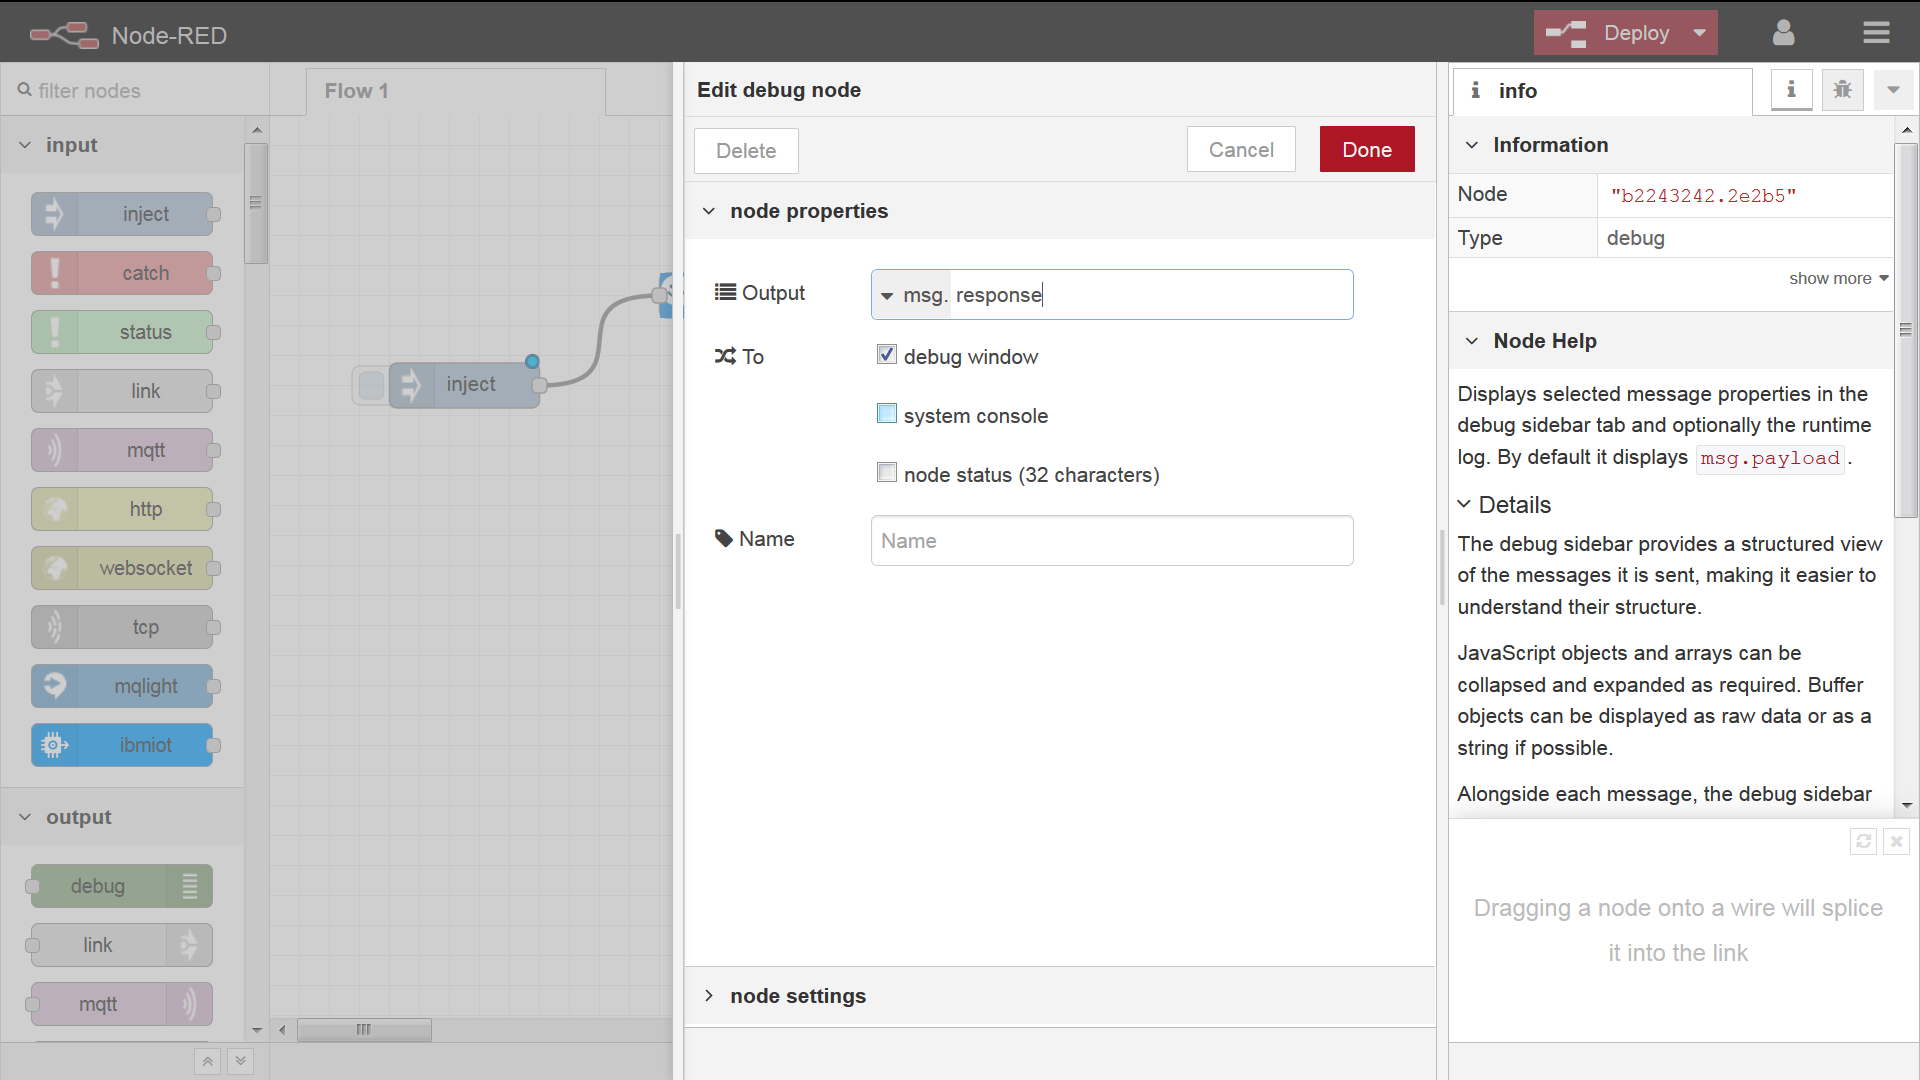 Node-RED
Deploy
filter nodes
Flow 1
input
inject
catch
status
link
mqtt
http
websocket
tcp
mqlight
ibmiot
output
debug
link
mqtt
inject
Edit debug node
Delete
Cancel
Done
node properties
Output
msg. response
To
debug window
system console
node status (32 characters)
Name
Name
node settings
i info
i
Information
Node "b2243242.2e2b5"
Type debug
show more
Node Help
Displays selected message properties in the
debug sidebar tab and optionally the runtime
log. By default it displays msg.payload .
Details
The debug sidebar provides a structured view
of the messages it is sent, making it easier to
understand their structure.
JavaScript objects and arrays can be
collapsed and expanded as required. Buffer
objects can be displayed as raw data or as a
string if possible.
Alongside each message, the debug sidebar
Dragging a node onto a wire will splice
it into the link